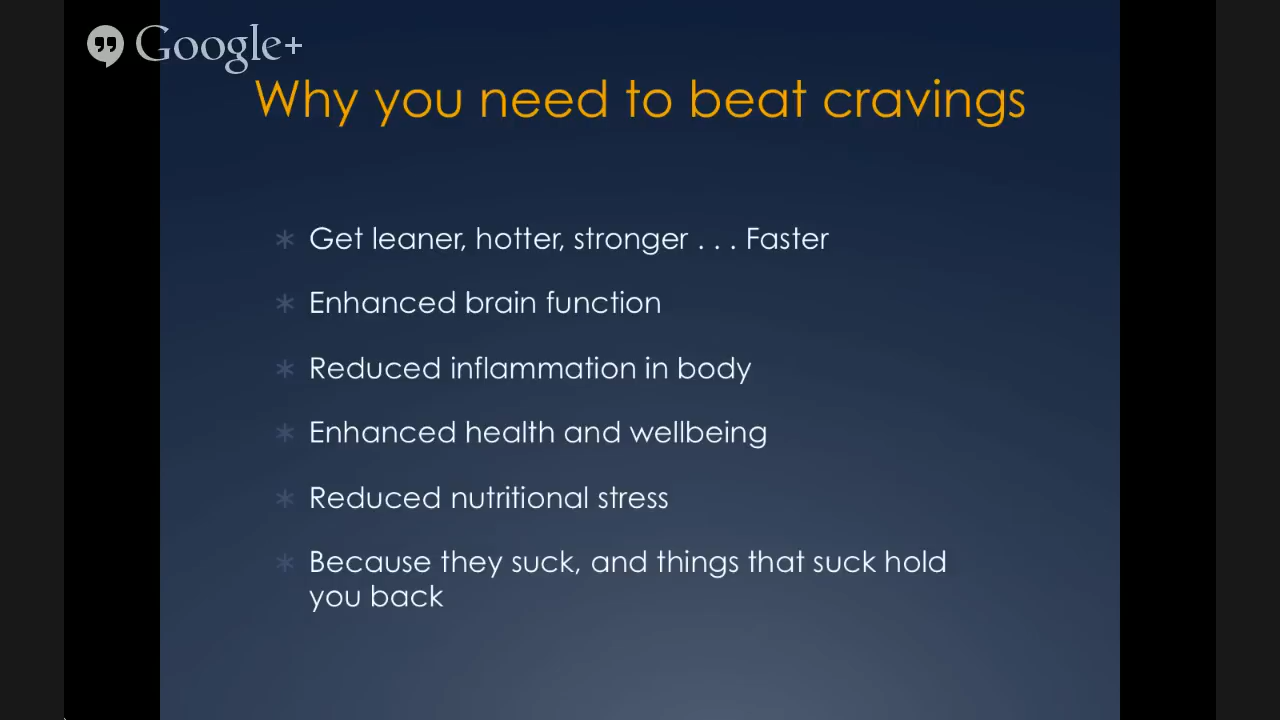 Google+
Why you need to beat cravings
Get leaner, hotter, stronger . . . Faster
Enhanced brain function
Reduced inflammation in body
Enhanced health and wellbeing
Reduced nutritional stress
Because they suck, and things that suck hold
you back